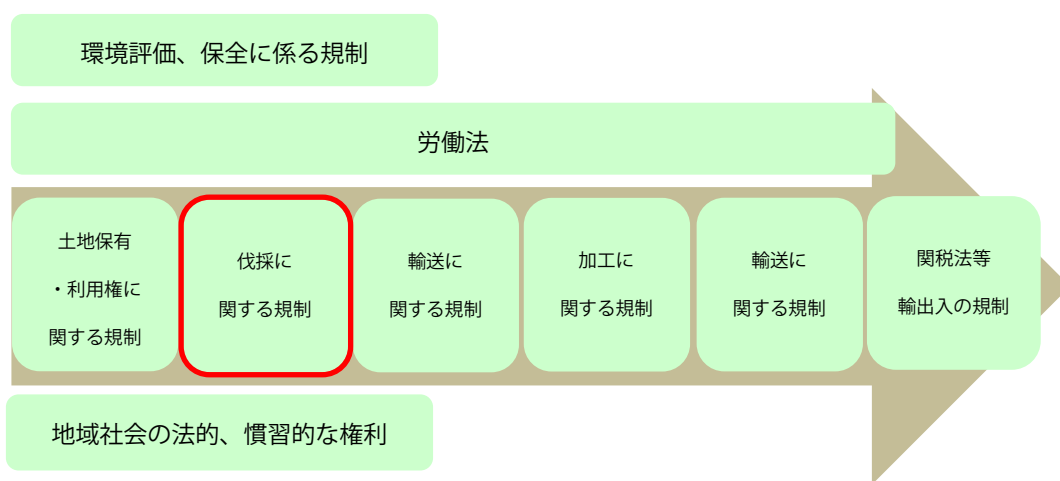 環境評価、保全に係る規制
労働法
土地保有
・利用権に
関する規制
伐採に
関する規制
輸送に
関する規制
加工に
関する規制
輸送に
関する規制
関税法等
輸出入の規制
地域社会の法的、慣習的な権利